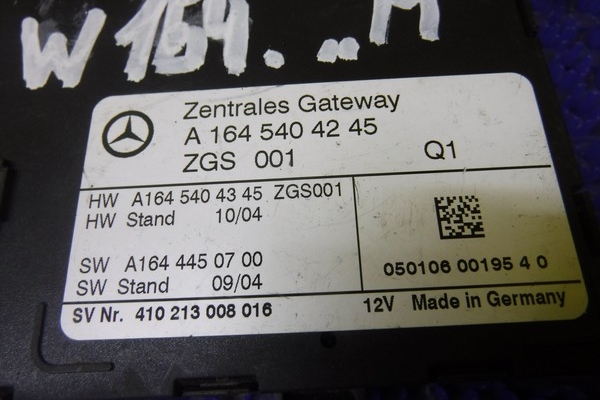 W 164.....M
Zentrales Gateway
A 164 540 42 45
ZGS 001 Q1
HW A164 540 43 45 ZGS001
HW Stand 10/04
SW A164 445 07 00
SW Stand 09/04
050106 00195 4 0
SV Nr. 410 213 008 016 12V Made in Germany